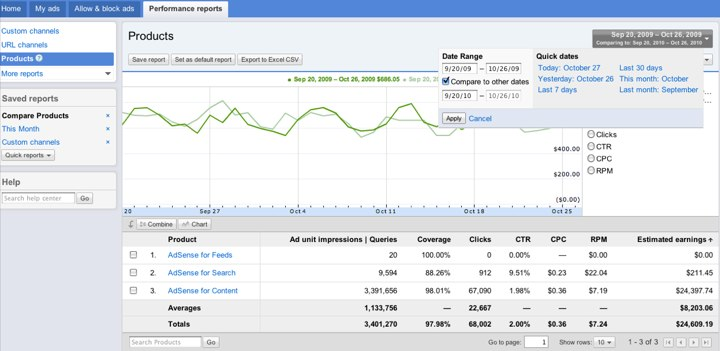 Home My ads Allow & block ads Performance reports
Custom channels
URL channels
Products ?
More reports
Saved reports
Compare Products ×
This Month ×
Custom channels ×
Quick reports
Help
Search help center Go
Products
Sep 20, 2009 – Oct 26, 2009
Comparing to: Sep 20, 2010 – Oct 26, 2010
Save report Set as default report Export to Excel CSV
Date Range
9/20/09 – 10/26/09
Compare to other dates
9/20/10 – 10/26/10
Apply Cancel
Quick dates
Today: October 27 Last 30 days
Yesterday: October 26 This month: October
Last 7 days Last month: September
Sep 20, 2009 – Oct 26, 2009 $686.05 Sep 20,
Clicks
CTR
CPC
RPM
$400.00
$200.00
($0.00)
20 Sep 27 Oct 4 Oct 11 Oct 18 Oct 25
Combine Chart
Product Ad unit impressions | Queries Coverage Clicks CTR CPC RPM Estimated earnings ↑
1. AdSense for Feeds 20 100.00% 0 0.00% — $0.00 $0.00
2. AdSense for Search 9,594 88.26% 912 9.51% $0.23 $22.04 $211.45
3. AdSense for Content 3,391,656 98.01% 67,090 1.98% $0.36 $7.19 $24,397.74
Averages 1,133,756 — 22,667 — — — $8,203.06
Totals 3,401,270 97.98% 68,002 2.00% $0.36 $7.24 $24,609.19
Search Products Go Go to page: 1 Show rows: 10 1 - 3 of 3